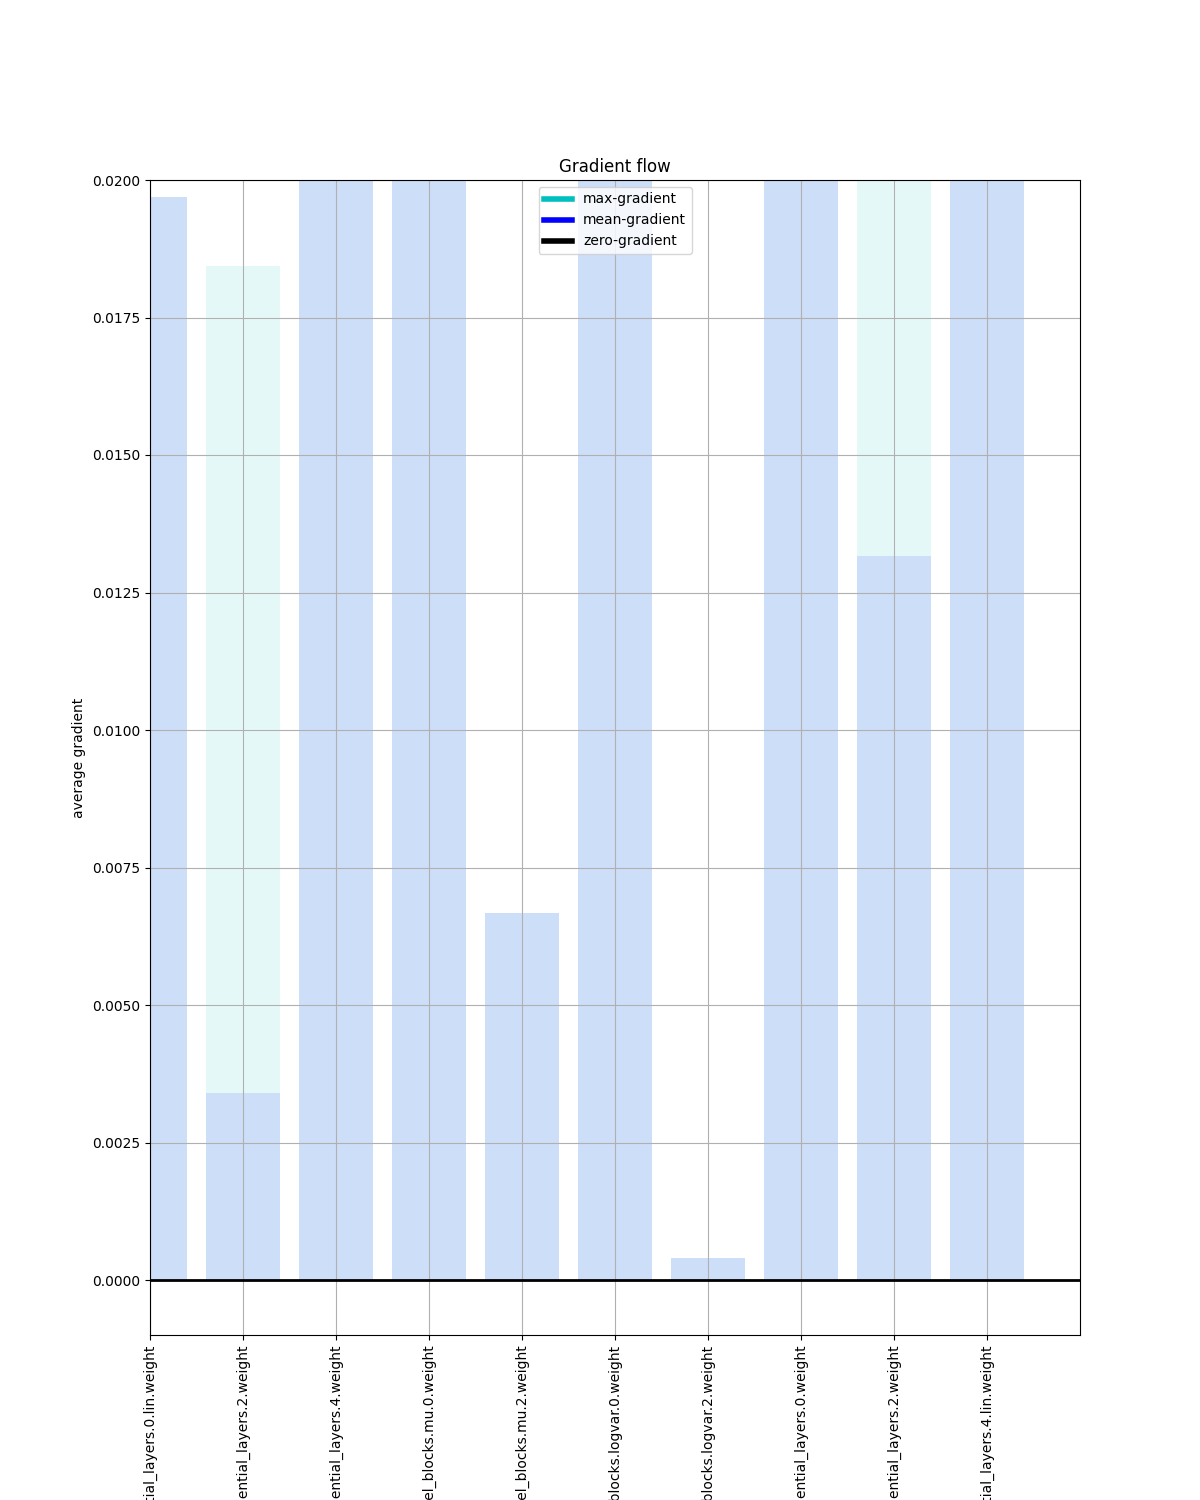 Gradient flow
max-gradient
mean-gradient
zero-gradient
average gradient
0.0200
0.0175
0.0150
0.0125
0.0100
0.0075
0.0050
0.0025
0.0000
tial_layers.0.lin.weight
ential_layers.2.weight
ential_layers.4.weight
el_blocks.mu.0.weight
el_blocks.mu.2.weight
blocks.logvar.0.weight
blocks.logvar.2.weight
ential_layers.0.weight
ential_layers.2.weight
tial_layers.4.lin.weight